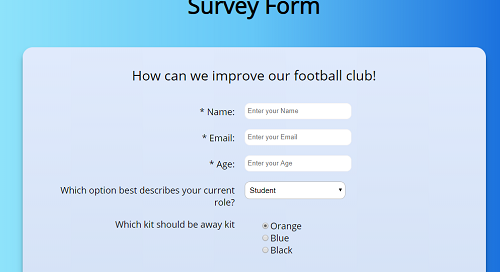 Survey Form
How can we improve our football club!
* Name: Enter your Name
* Email: Enter your Email
* Age: Enter your Age
Which option best describes your current
role?
Student
Which kit should be away kit
Orange
Blue
Black